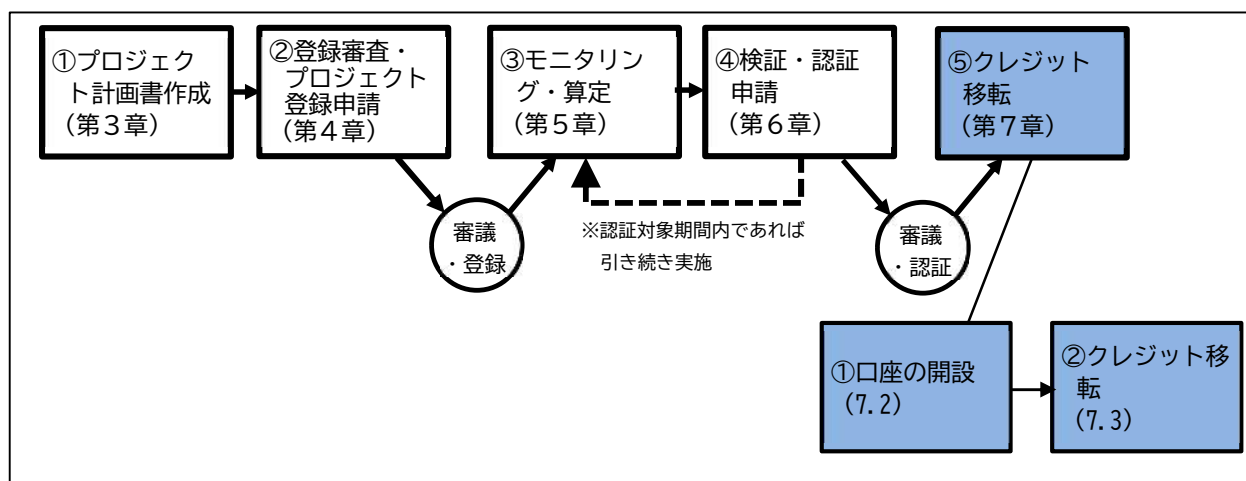 ①プロジェク
ト計画書作成
(第3章)
②登録審査・
プロジェクト
登録申請
(第4章)
③モニタリン
グ・算定
(第5章)
④検証・認証
申請
(第6章)
⑤クレジット
移転
(第7章)
審議
・登録
※認証対象期間内であれば
引き続き実施
審議
・認証
①口座の開設
(7.2)
②クレジット移
転
(7.3)